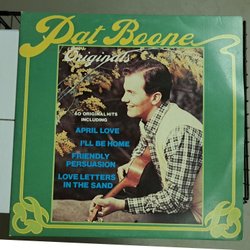 Pat Boone
Originals
40 ORIGINAL HITS
INCLUDING
APRIL LOVE
I'LL BE HOME
FRIENDLY
PERSUASION
LOVE LETTERS
IN THE SAND